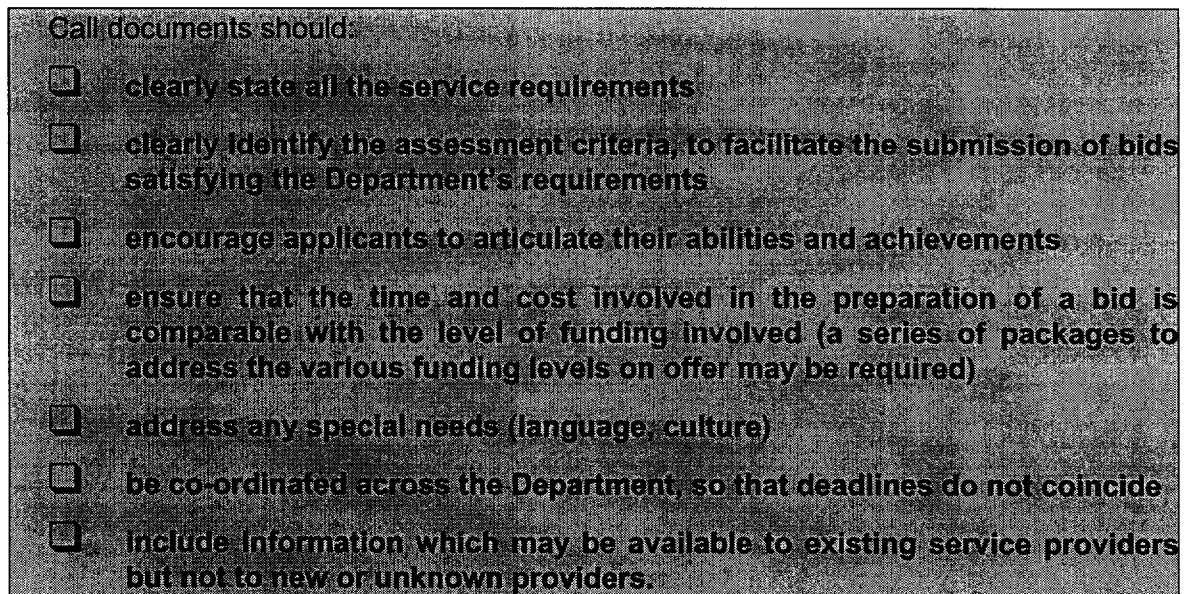 Call documents should:
❑ clearly state all the service requirements
❑ clearly identify the assessment criteria, to facilitate the submission of bids
satisfying the Department's requirements
❑ encourage applicants to articulate their abilities and achievements
❑ ensure that the time and cost involved in the preparation of a bid is
comparable with the level of funding involved (a series of packages to
address the various funding levels on offer may be required)
❑ address any special needs (language, culture)
❑ be co-ordinated across the Department, so that deadlines do not coincide
❑ include information which may be available to existing service providers
but not to new or unknown providers.